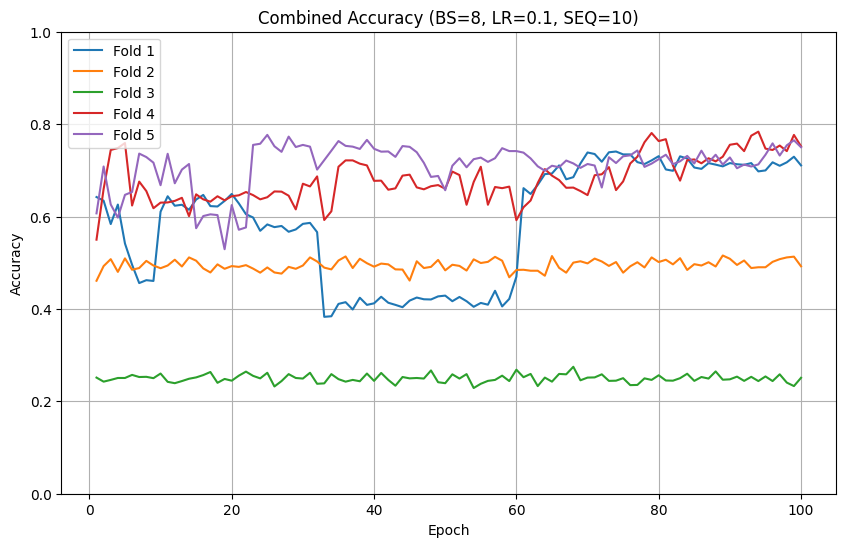 Combined Accuracy (BS=8, LR=0.1, SEQ=10)
1.0
0.8
0.6
0.4
0.2
0.0
Accuracy
Fold 1
Fold 2
Fold 3
Fold 4
Fold 5
0 20 40 60 80 100
Epoch